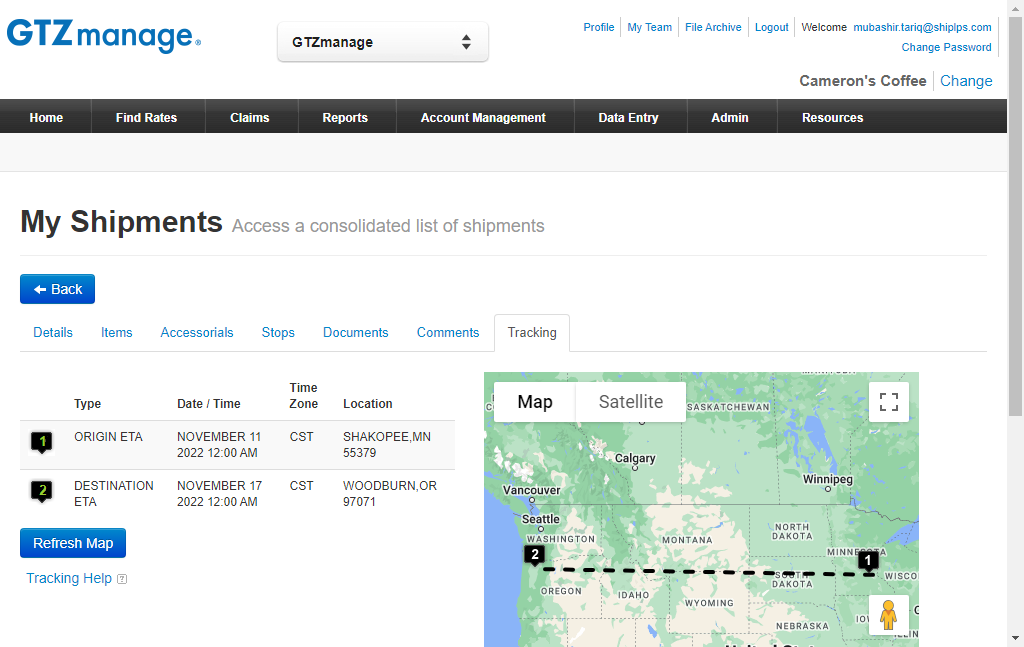 GTZmanage®
GTZmanage
Profile My Team File Archive Logout Welcome mubashir.tariq@shiplps.com
Change Password
Cameron's Coffee Change
Home Find Rates Claims Reports Account Management Data Entry Admin Resources
My Shipments Access a consolidated list of shipments
Back
Details Items Accessorials Stops Documents Comments Tracking
Type Date / Time Time Zone Location
1 ORIGIN ETA NOVEMBER 11 CST SHAKOPEE,MN
2022 12:00 AM 55379
2 DESTINATION NOVEMBER 17 CST WOODBURN,OR
ETA 2022 12:00 AM 97071
Refresh Map
Tracking Help ?
Map Satellite
SASKATCHEWAN
Calgary
Winnipeg
Vancouver
Seattle
WASHINGTON
NORTH
DAKOTA
MONTANA
MINNESOTA
2
1
SOUTH
DAKOTA
WISCO
OREGON
IDAHO
WYOMING
NEBRASKA